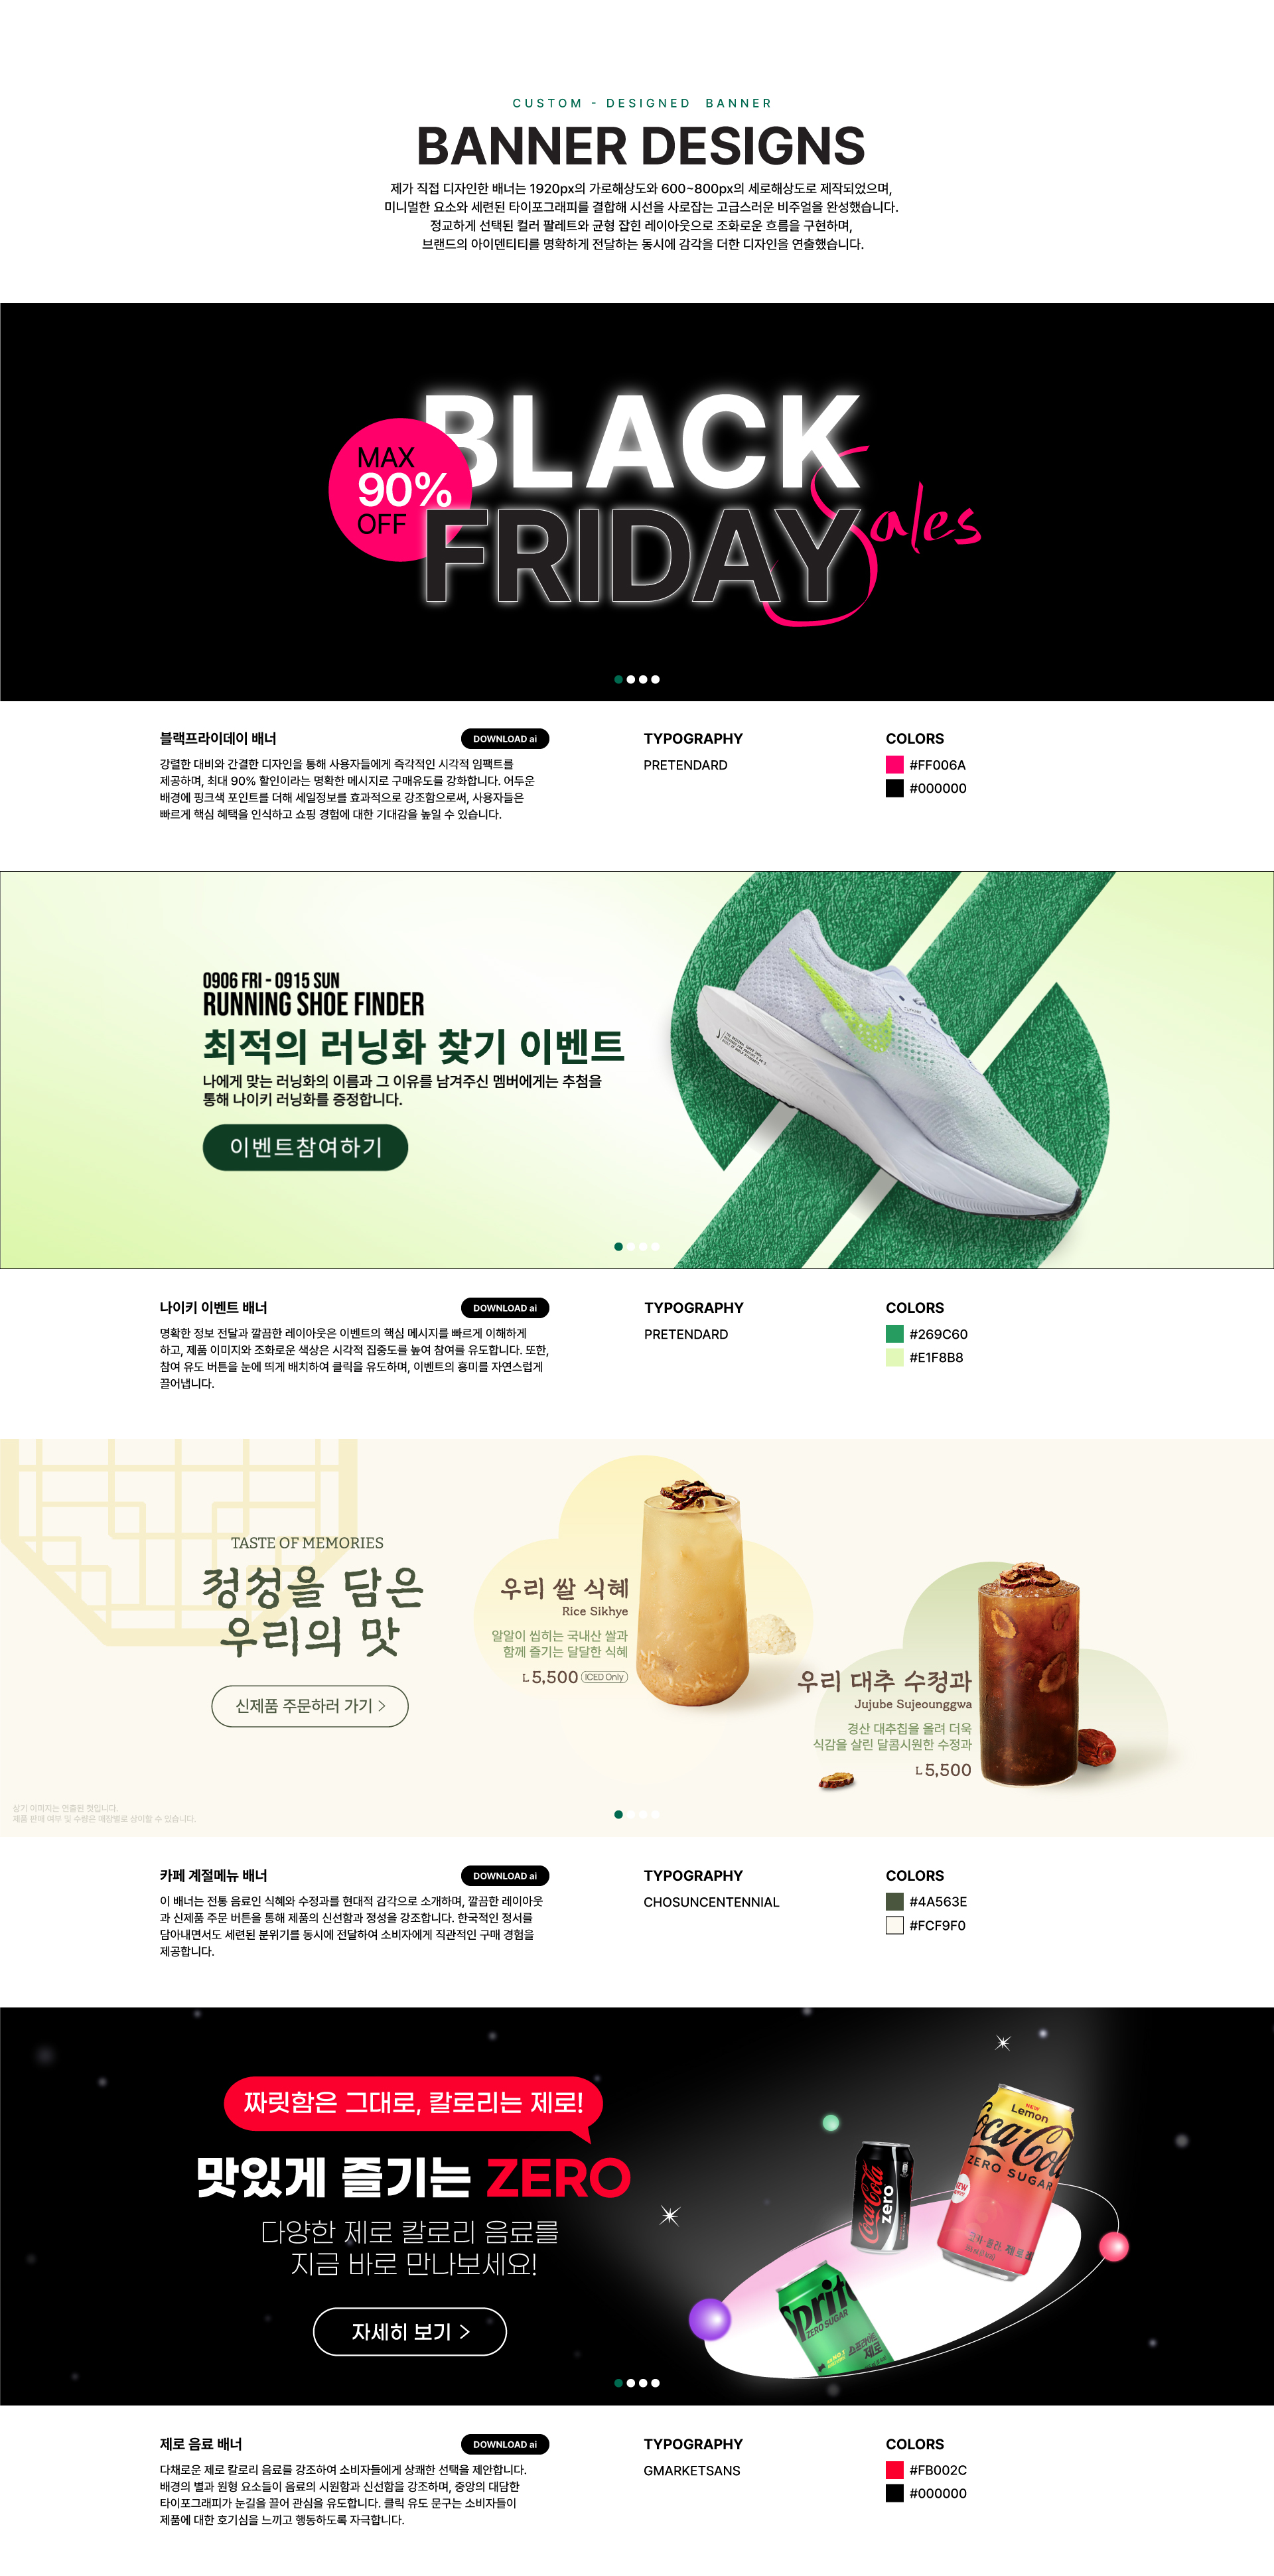 CUSTOM - DESIGNED BANNER
BANNER DESIGNS
제가 직접 디자인한 배너는 1920px의 가로해상도와 600~800px의 세로해상도로 제작되었으며,
미니멀한 요소와 세련된 타이포그래피를 결합해 시선을 사로잡는 고급스러운 비주얼을 완성했습니다.
정교하게 선택된 컬러 팔레트와 균형 잡힌 레이아웃으로 조화로운 흐름을 구현하며,
브랜드의 아이덴티티를 명확하게 전달하는 동시에 감각을 더한 디자인을 연출했습니다.
BLACK
FRIDAY
Sales
MAX
90%
OFF
블랙프라이데이 배너
DOWNLOAD ai
강렬한 대비와 간결한 디자인을 통해 사용자들에게 즉각적인 시각적 임팩트를
제공하며, 최대 90% 할인이라는 명확한 메시지로 구매유도를 강화합니다. 어두운
배경에 핑크색 포인트를 더해 세일정보를 효과적으로 강조함으로써, 사용자들은
빠르게 핵심 혜택을 인식하고 쇼핑 경험에 대한 기대감을 높일 수 있습니다.
TYPOGRAPHY
PRETENDARD
COLORS
#FF006A
#000000
0906 FRI - 0915 SUN
RUNNING SHOE FINDER
최적의 러닝화 찾기 이벤트
나에게 맞는 러닝화의 이름과 그 이유를 남겨주신 멤버에게는 추첨을
통해 나이키 러닝화를 증정합니다.
이벤트참여하기
나이키 이벤트 배너
DOWNLOAD ai
명확한 정보 전달과 깔끔한 레이아웃은 이벤트의 핵심 메시지를 빠르게 이해하게
하고, 제품 이미지와 조화로운 색상은 시각적 집중도를 높여 참여를 유도합니다. 또한,
참여 유도 버튼을 눈에 띄게 배치하여 클릭을 유도하며, 이벤트의 흥미를 자연스럽게
끌어냅니다.
TYPOGRAPHY
PRETENDARD
COLORS
#269C60
#E1F8B8
TASTE OF MEMORIES
정성을 담은
우리의 맛
신제품 주문하러 가기 >
우리 쌀 식혜
Rice Sikhye
알알이 씹히는 국내산 쌀과
함께 즐기는 달달한 식혜
L 5,500 ICED Only
우리 대추 수정과
Jujube Sujeounggwa
경산 대추칩을 올려 더욱
식감을 살린 달콤시원한 수정과
L 5,500
상기 이미지는 연출된 컷입니다.
제품 판매 여부 및 수량은 매장별로 상이할 수 있습니다.
카페 계절메뉴 배너
DOWNLOAD ai
이 배너는 전통 음료인 식혜와 수정과를 현대적 감각으로 소개하며, 깔끔한 레이아웃
과 신제품 주문 버튼을 통해 제품의 신선함과 정성을 강조합니다. 한국적인 정서를
담아내면서도 세련된 분위기를 동시에 전달하여 소비자에게 직관적인 구매 경험을
제공합니다.
TYPOGRAPHY
CHOSUNCENTENNIAL
COLORS
#4A563E
#FCF9F0
짜릿함은 그대로, 칼로리는 제로!
맛있게 즐기는 ZERO
다양한 제로 칼로리 음료를
지금 바로 만나보세요!
자세히 보기 >
NEW
Lemon
Coca-Cola
ZERO SUGAR
NEW
Coca-Cola
zero
Sprite
ZERO SUGAR
스프라이트
제로
제로 음료 배너
DOWNLOAD ai
다채로운 제로 칼로리 음료를 강조하여 소비자들에게 상쾌한 선택을 제안합니다.
배경의 별과 원형 요소들이 음료의 시원함과 신선함을 강조하며, 중앙의 대담한
타이포그래피가 눈길을 끌어 관심을 유도합니다. 클릭 유도 문구는 소비자들이
제품에 대한 호기심을 느끼고 행동하도록 자극합니다.
TYPOGRAPHY
GMARKETSANS
COLORS
#FB002C
#000000